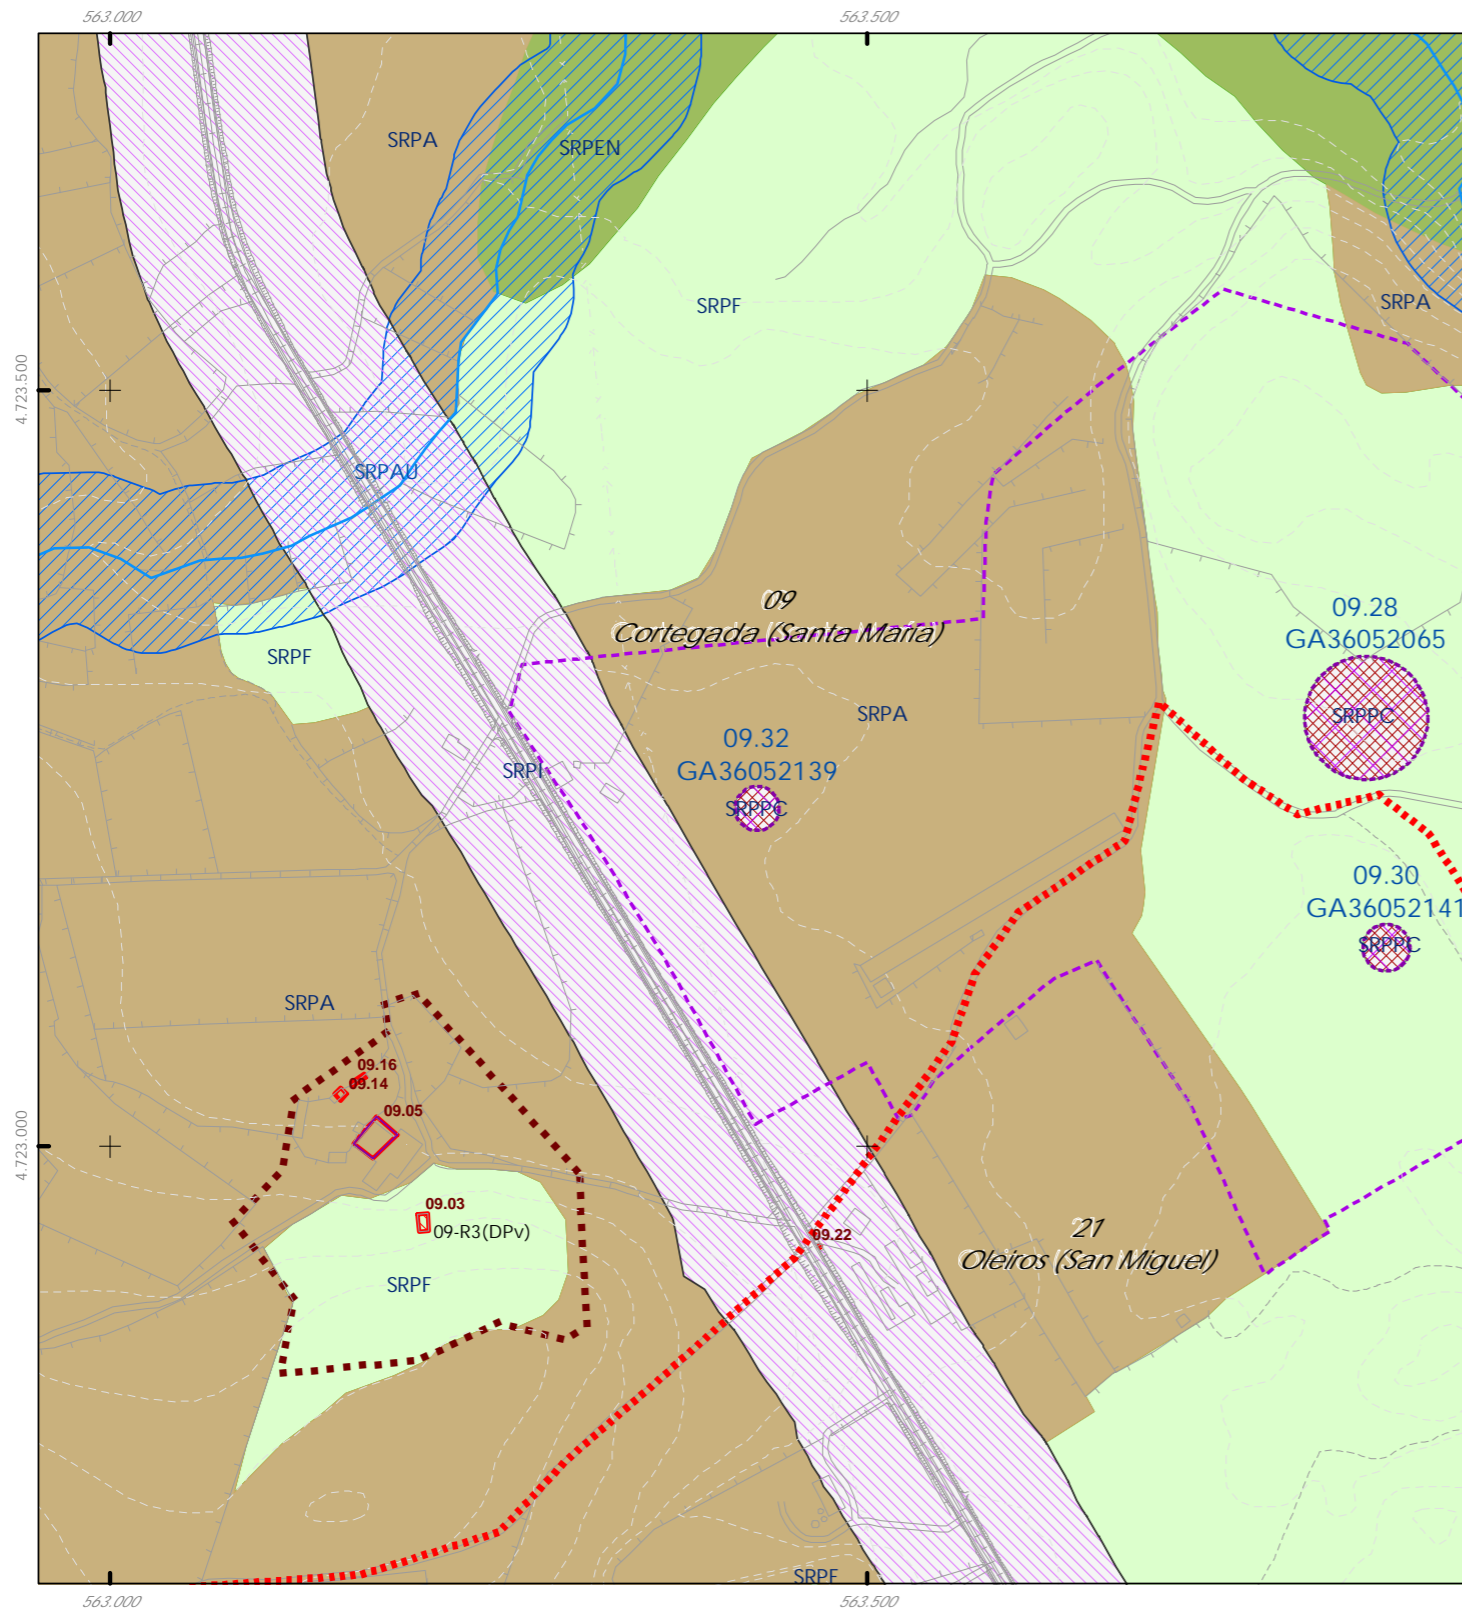 563.000
563.500
SRPA
SRPEN
SRPF
SRPA
4.723.500
SRPAU
09
Cortegada (Santa María)
09.28
GA36052065
SRPF
SRPA
SRPPC
09.32
GA36052139
SRPI
SRPPC
09.30
GA36052141
SRPPC
SRPA
09.16
09.14
09.05
4.723.000
09.03
09-R3(DPv)
09.22
21
Oleiros (San Miguel)
SRPF
SRPF
563.000
563.500